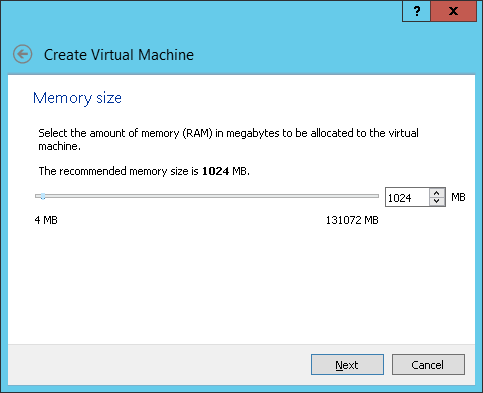 ?
x
Create Virtual Machine
Memory size
Select the amount of memory (RAM) in megabytes to be allocated to the virtual
machine.
The recommended memory size is 1024 MB.
1024 MB
4 MB 131072 MB
Next Cancel